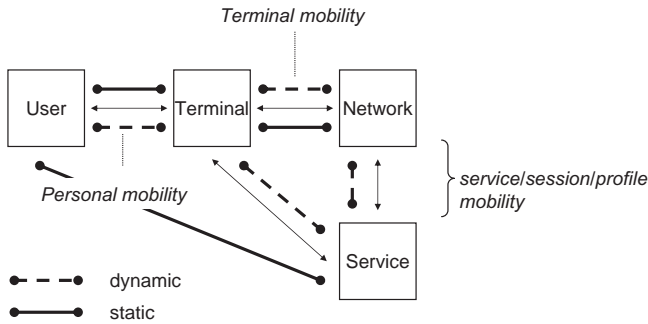 Terminal mobility
User
Terminal
Network
Personal mobility
service/session/profile
mobility
Service
dynamic
static